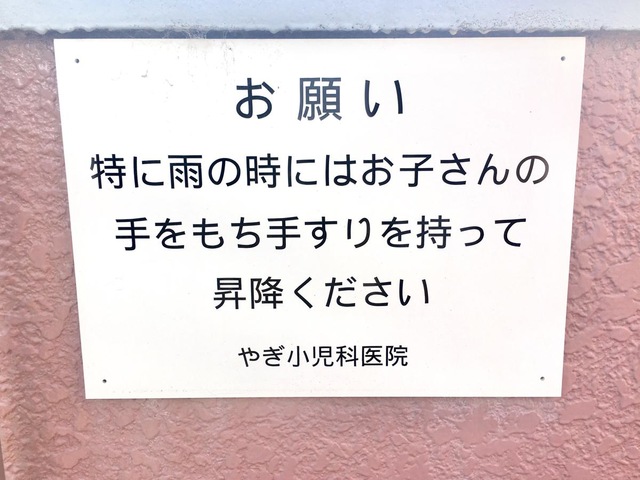 お願い
特に雨の時にはお子さんの
手をもち手すりを持って
昇降ください
やぎ小児科医院